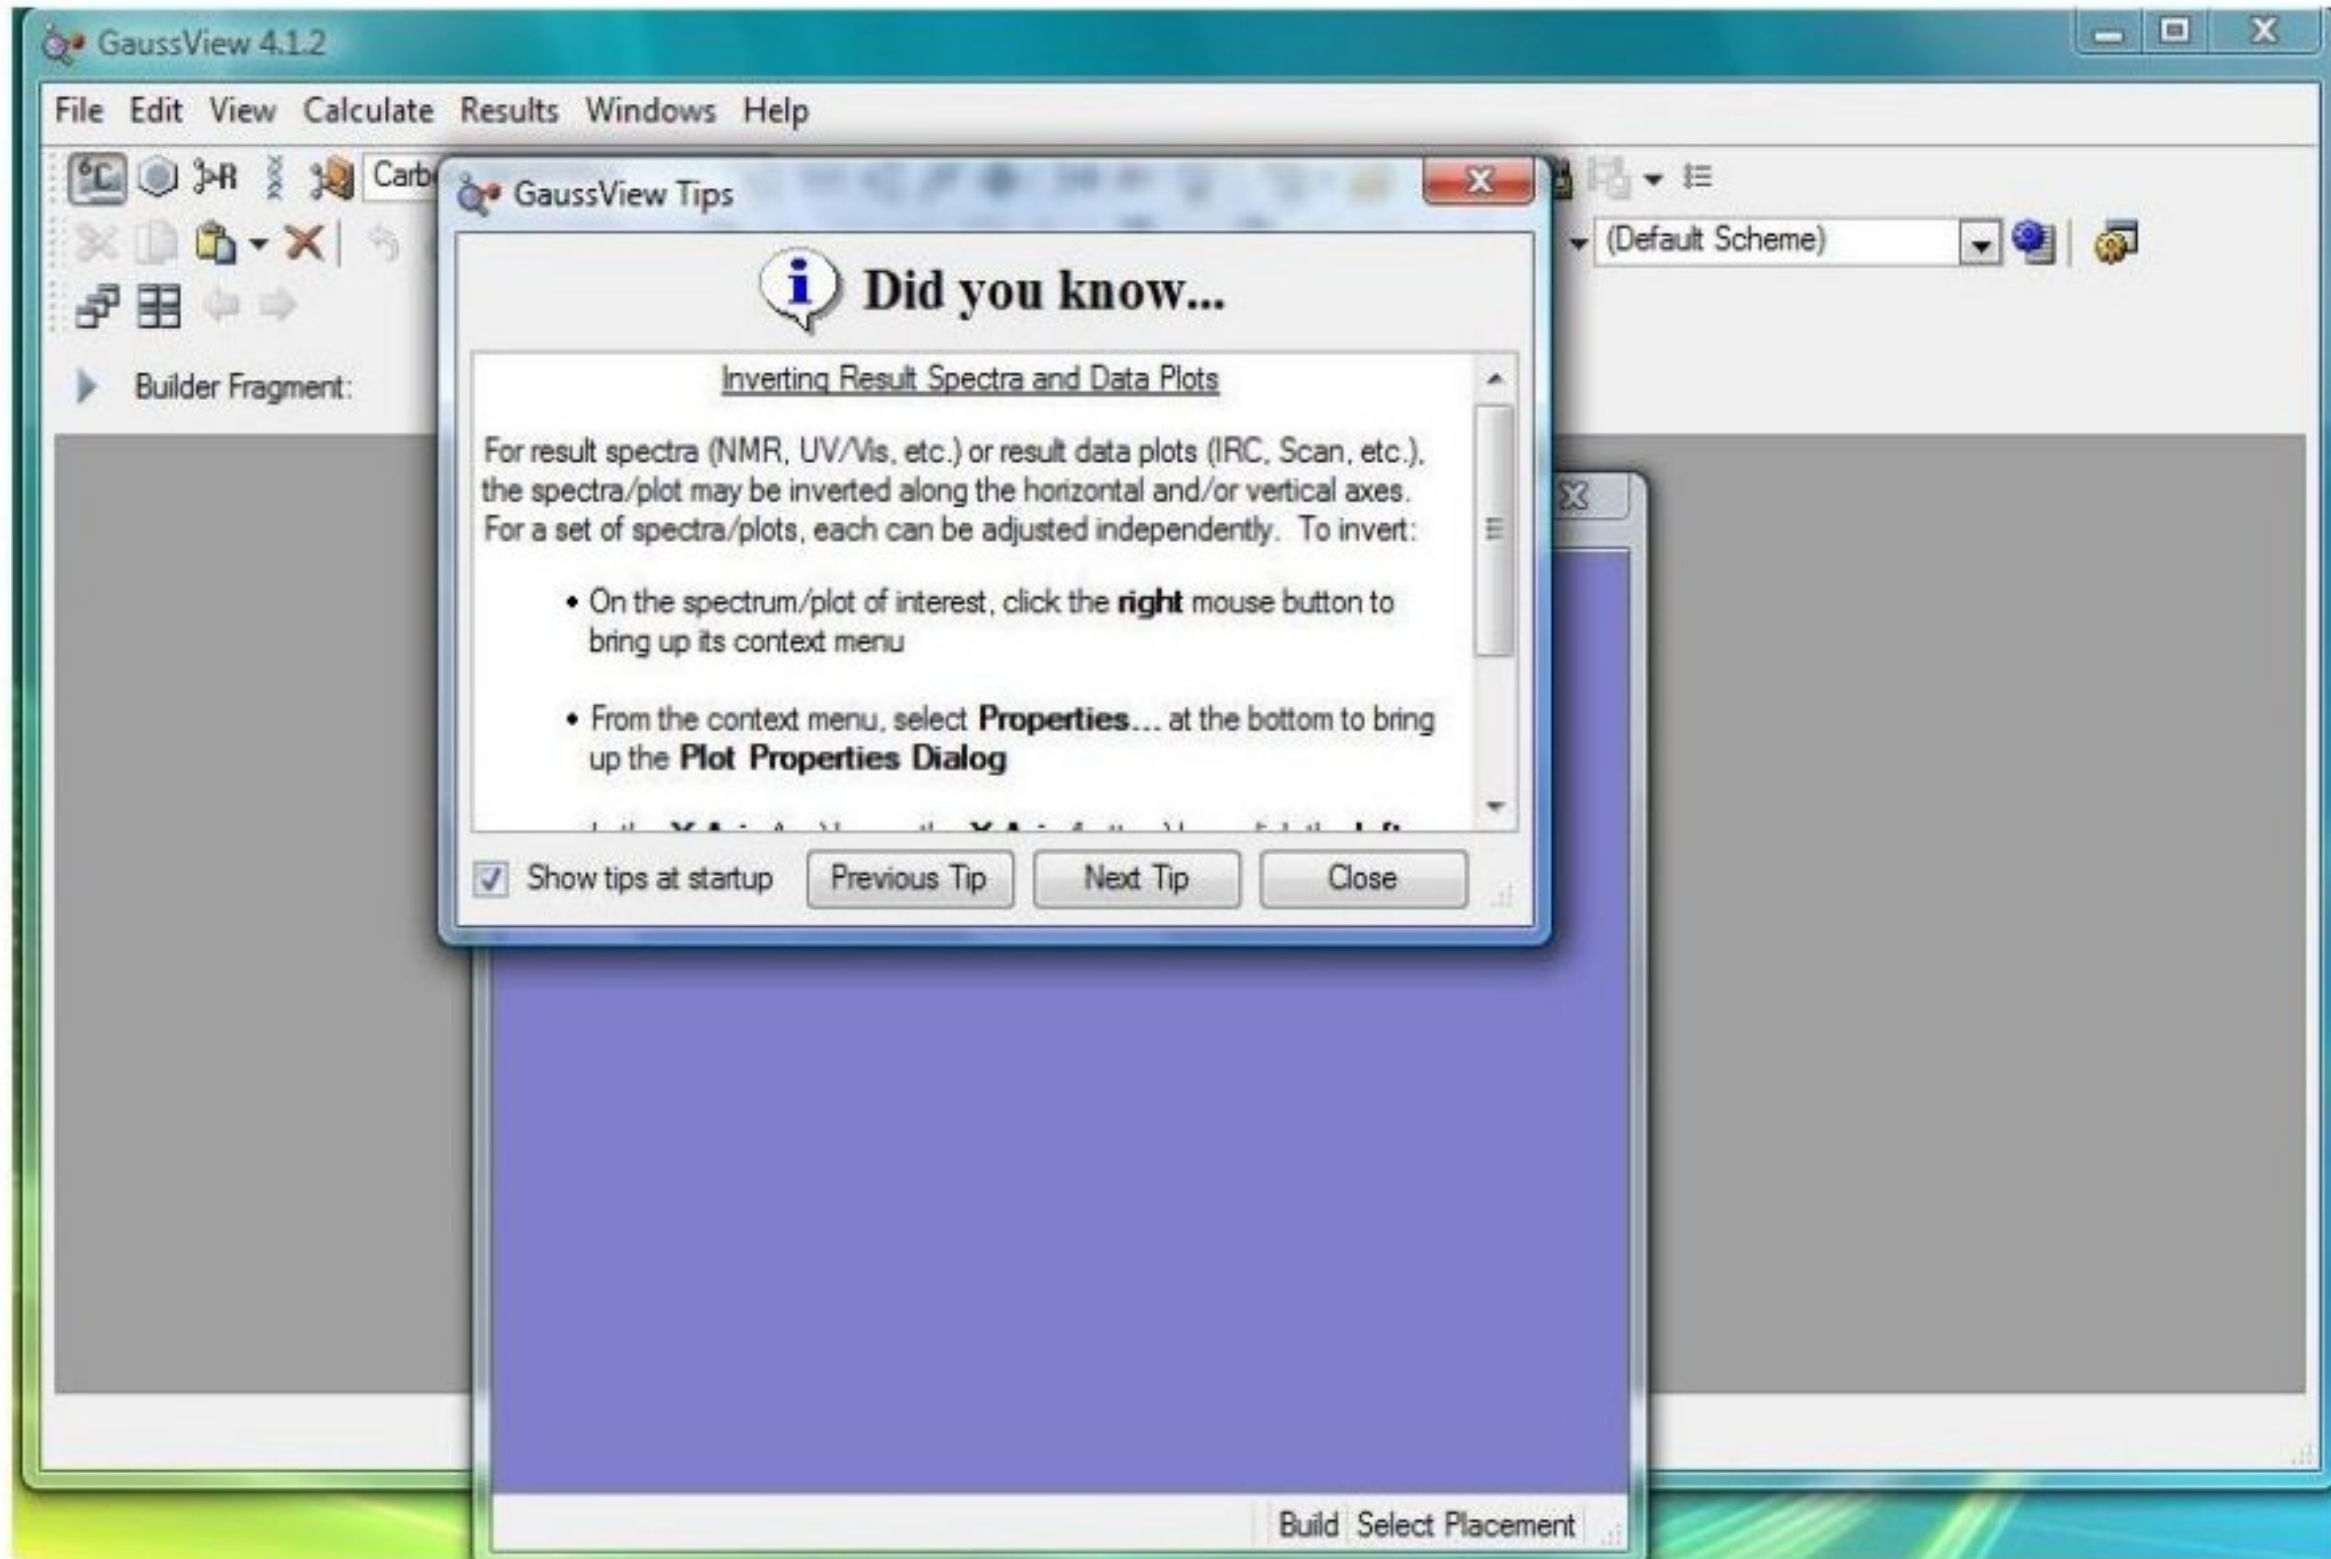 GaussView 4.1.2
File Edit View Calculate Results Windows Help
(Default Scheme)
Builder Fragment:
GaussView Tips
Did you know...
Inverting Result Spectra and Data Plots
For result spectra (NMR, UV/Vis, etc.) or result data plots (IRC, Scan, etc.),
the spectra/plot may be inverted along the horizontal and/or vertical axes.
For a set of spectra/plots, each can be adjusted independently. To invert:
• On the spectrum/plot of interest, click the right mouse button to
bring up its context menu
• From the context menu, select Properties... at the bottom to bring
up the Plot Properties Dialog
Show tips at startup Previous Tip Next Tip Close
Build Select Placement